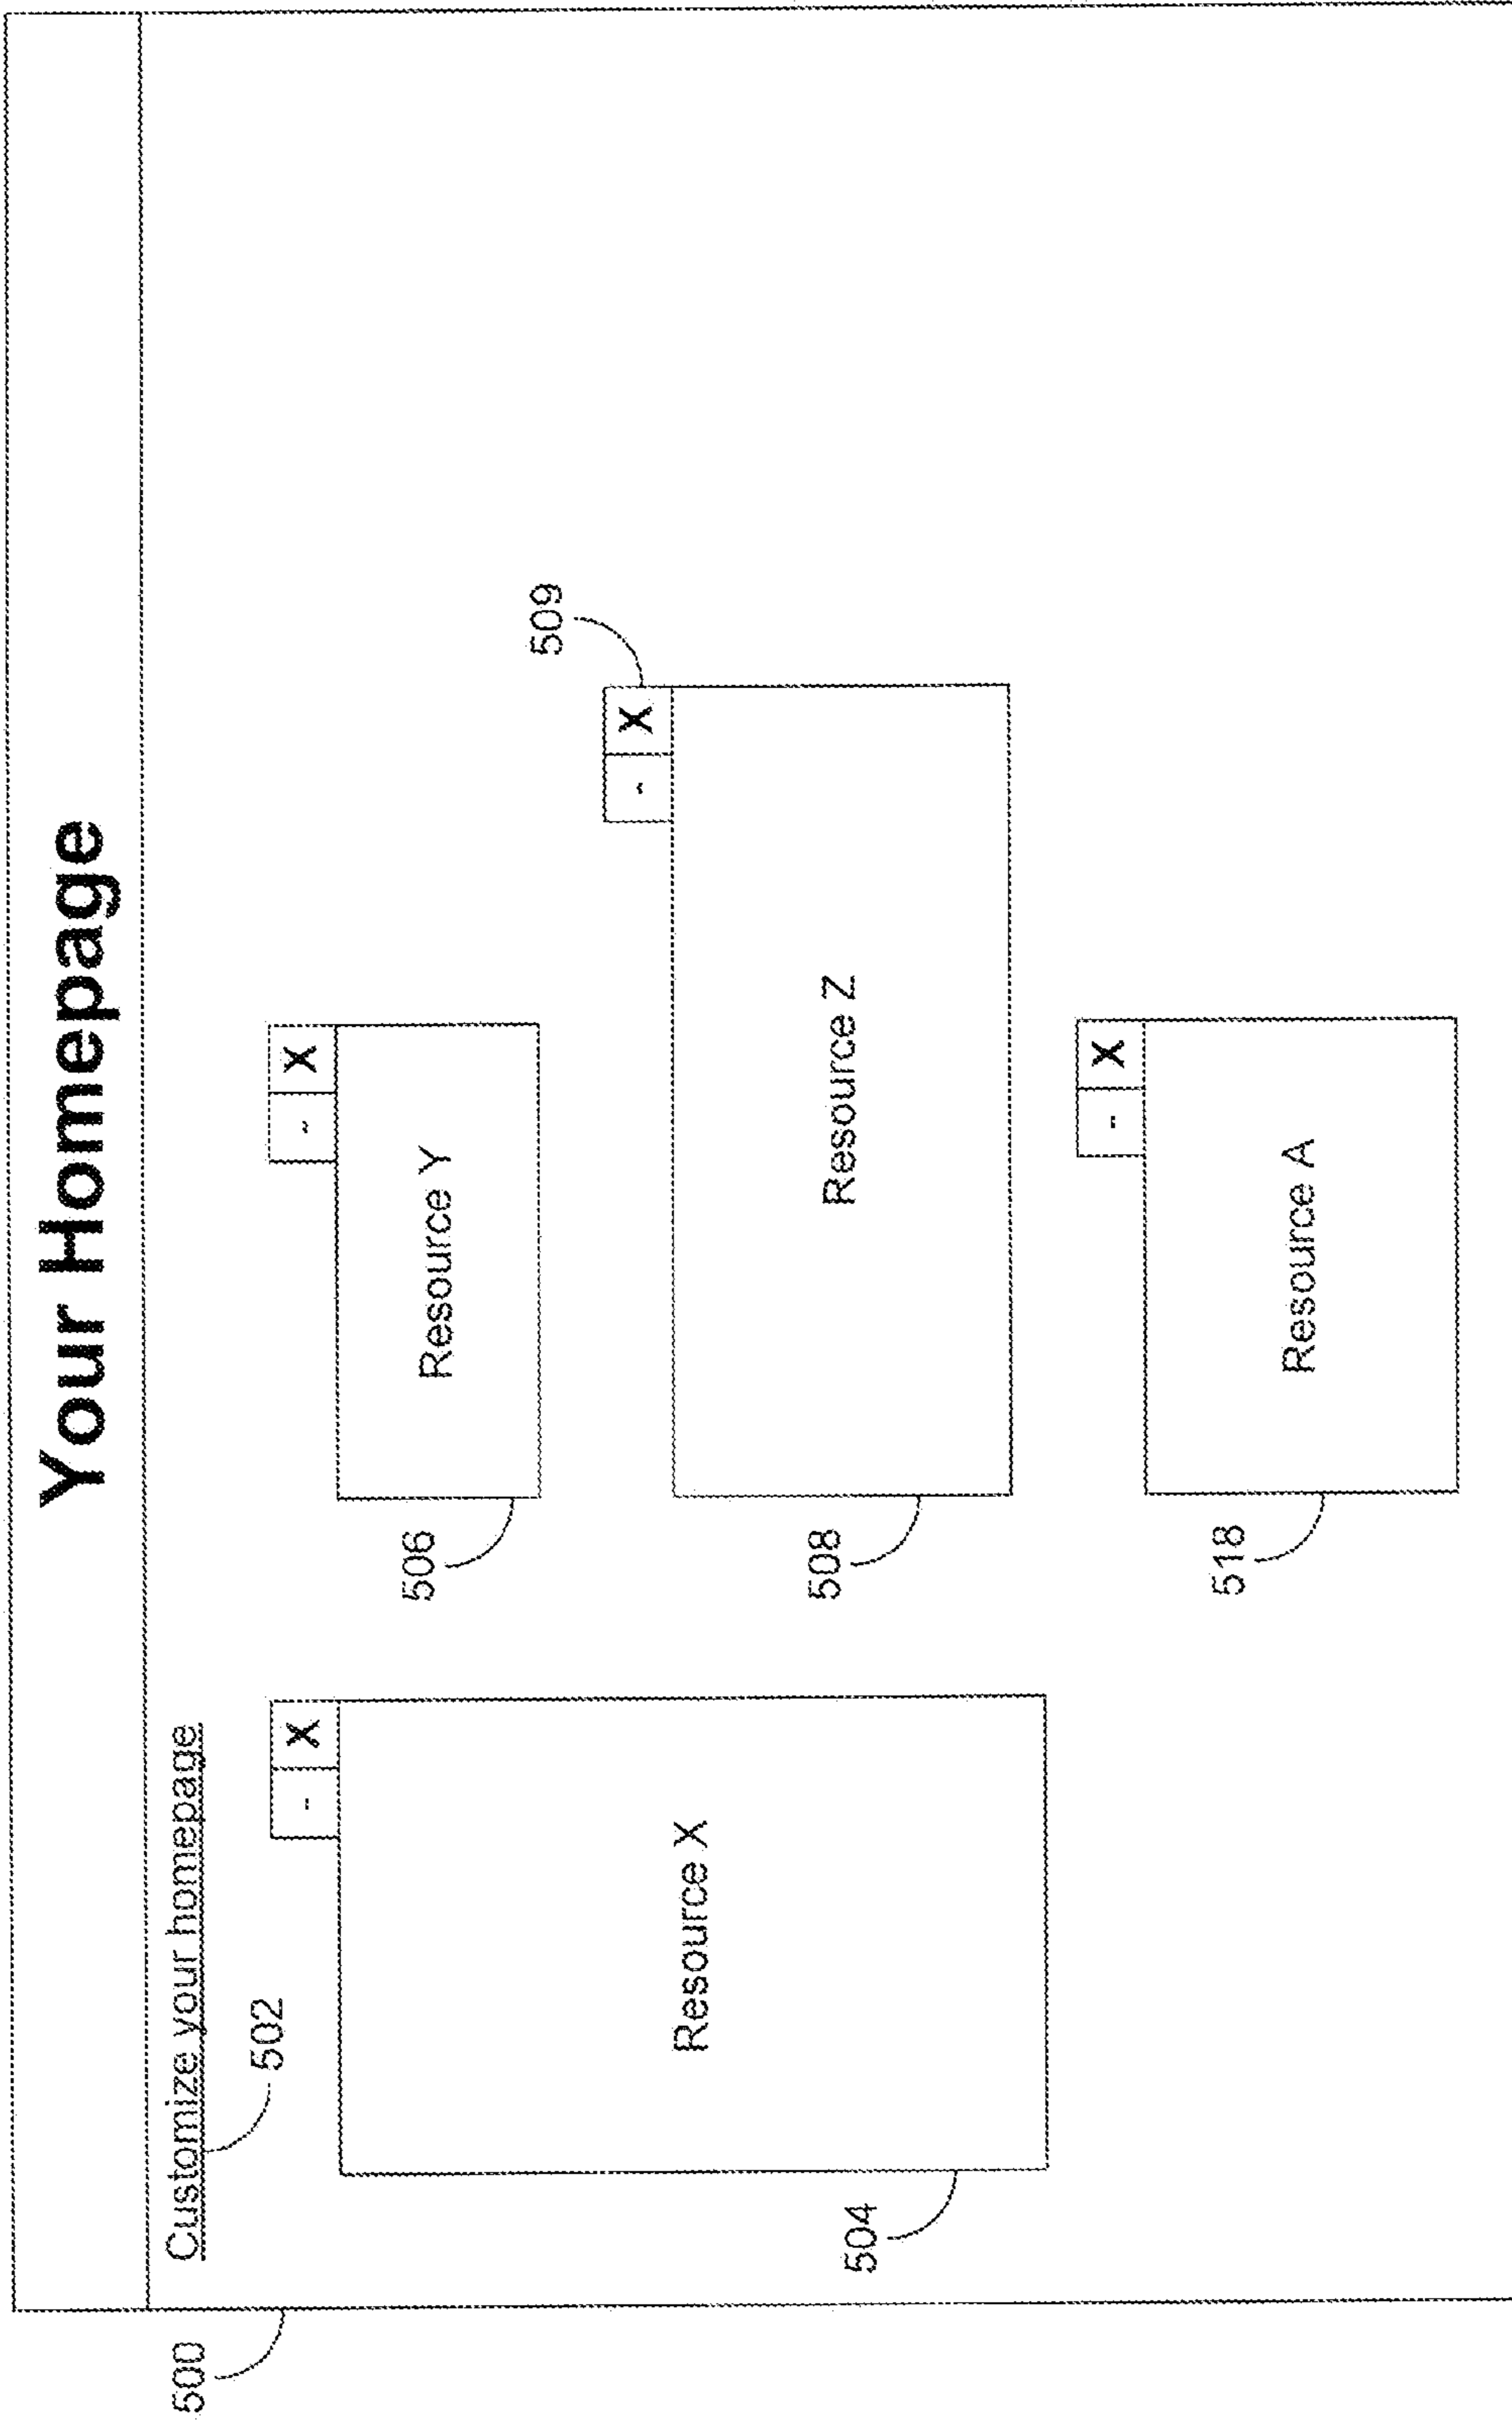 Your Homepage
500
Customize your homepage
502
- X
Resource X
504
- X
Resource Y
506
509
- X
Resource Z
508
- X
Resource A
518